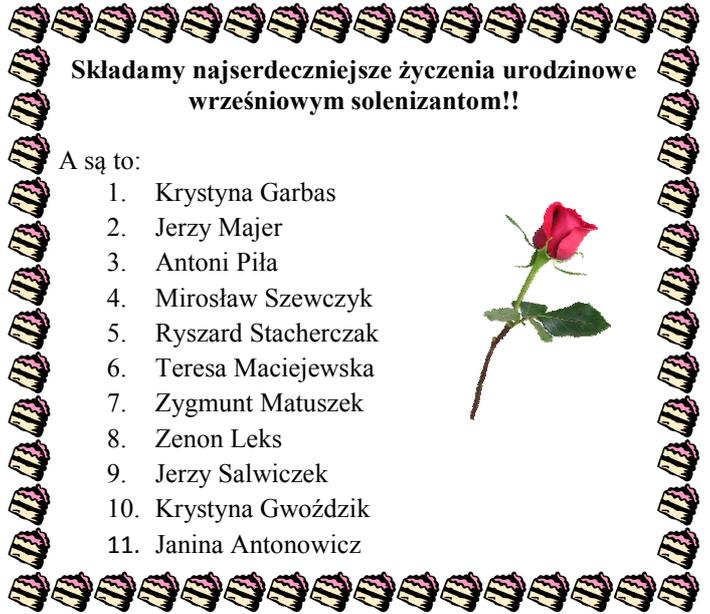 Składamy najserdeczniejsze życzenia urodzinowe
wrześniowym solenizantom!!
A są to:
1. Krystyna Garbas
2. Jerzy Majer
3. Antoni Piła
4. Mirosław Szewczyk
5. Ryszard Stacherczak
6. Teresa Maciejewska
7. Zygmunt Matuszek
8. Zenon Leks
9. Jerzy Salwiczek
10. Krystyna Gwoździk
11. Janina Antonowicz